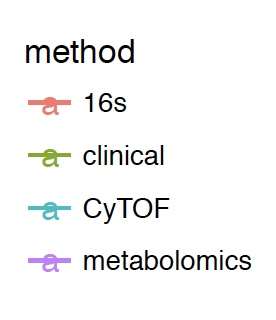 method
a 16s
a clinical
a CyTOF
a metabolomics